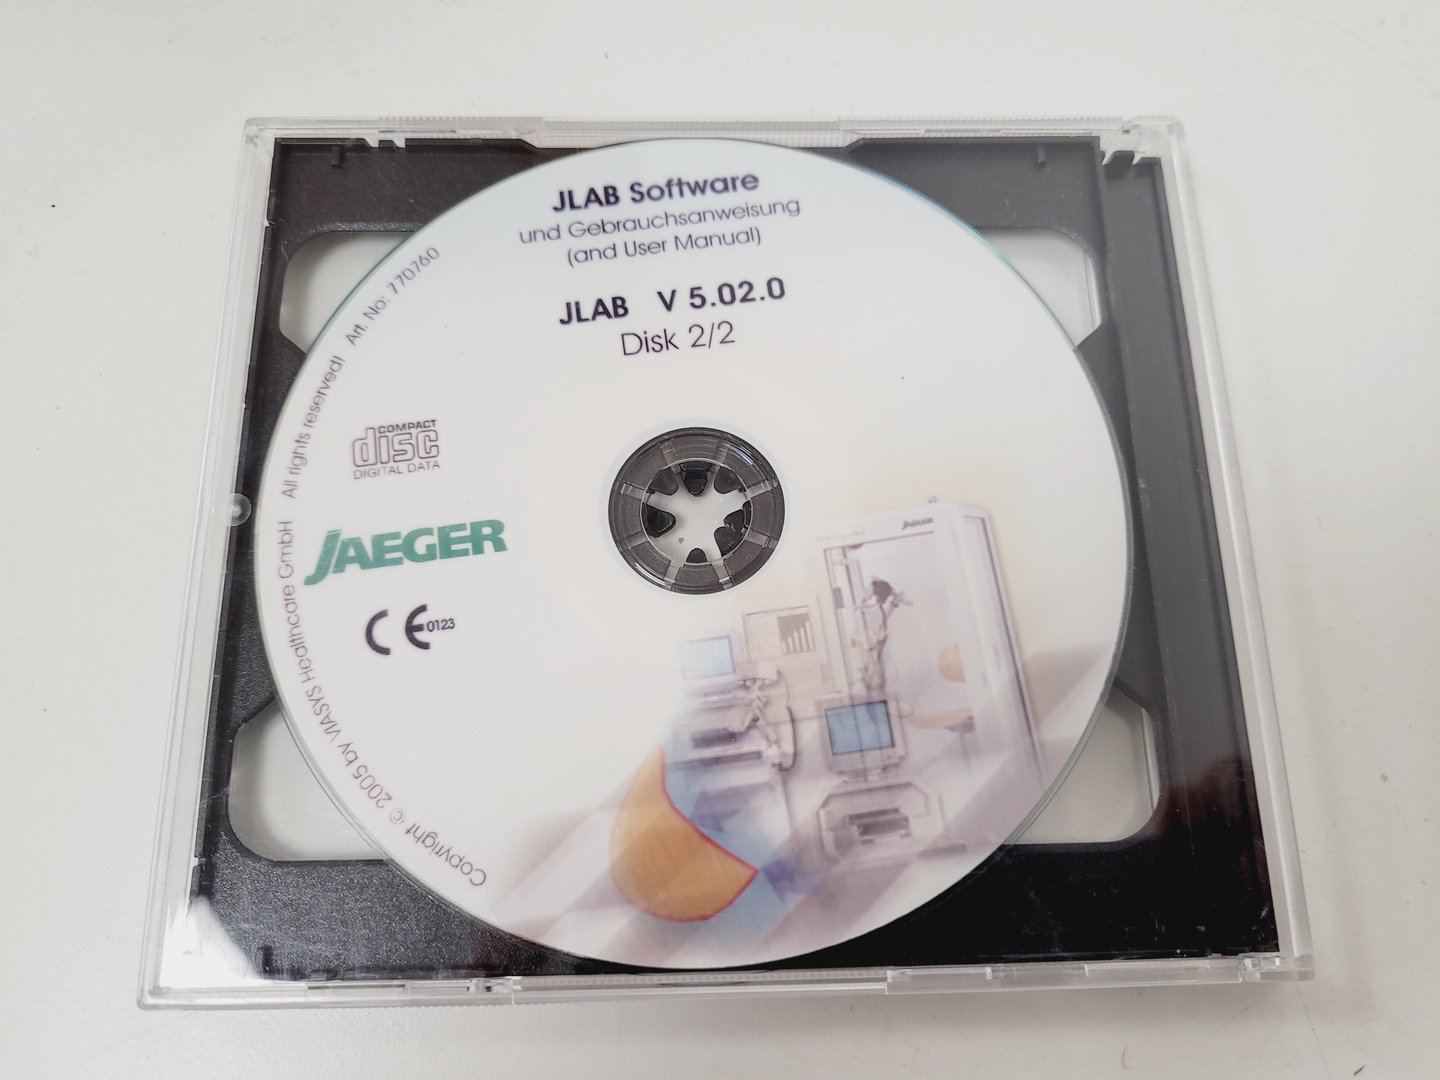 JLAB Software
und Gebrauchsanweisung
(and User Manual)
JLAB V 5.02.0
Disk 2/2
COMPACT
disc
DIGITAL DATA
JAEGER
CE 0123
Copyright © 2005 by VIASYS Healthcare GmbH All rights reserved! Art. No: 770760
JAEGER